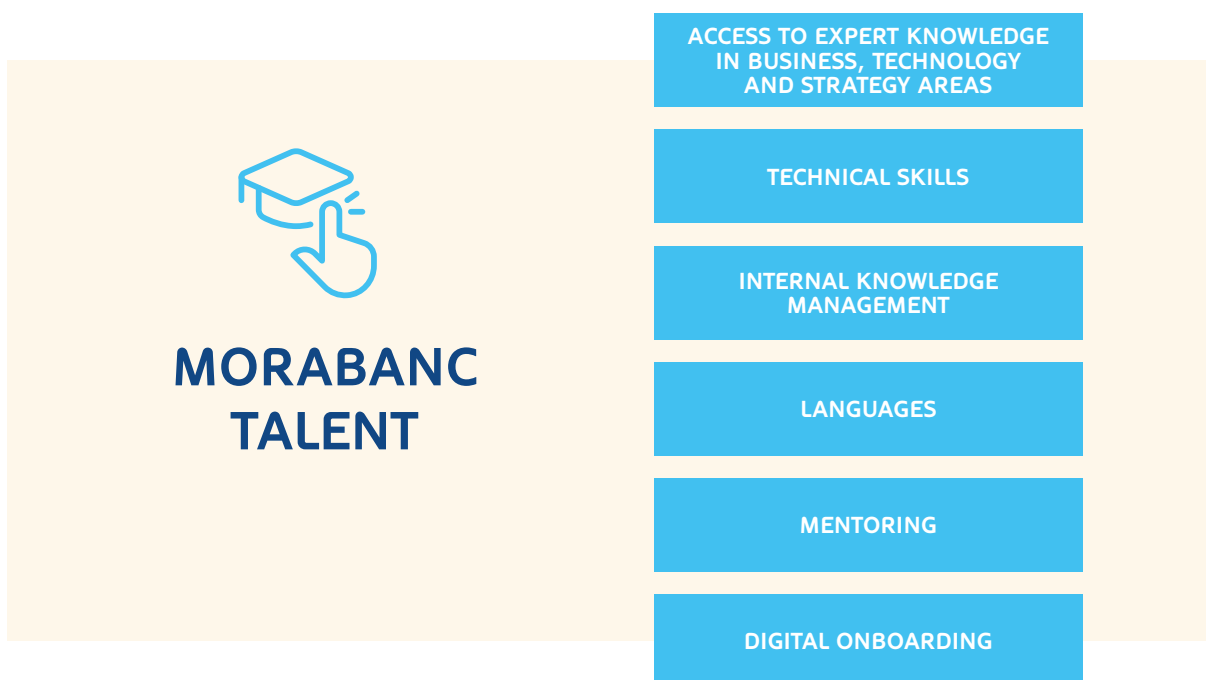 MORABANC
TALENT
ACCESS TO EXPERT KNOWLEDGE
IN BUSINESS, TECHNOLOGY
AND STRATEGY AREAS
TECHNICAL SKILLS
INTERNAL KNOWLEDGE
MANAGEMENT
LANGUAGES
MENTORING
DIGITAL ONBOARDING